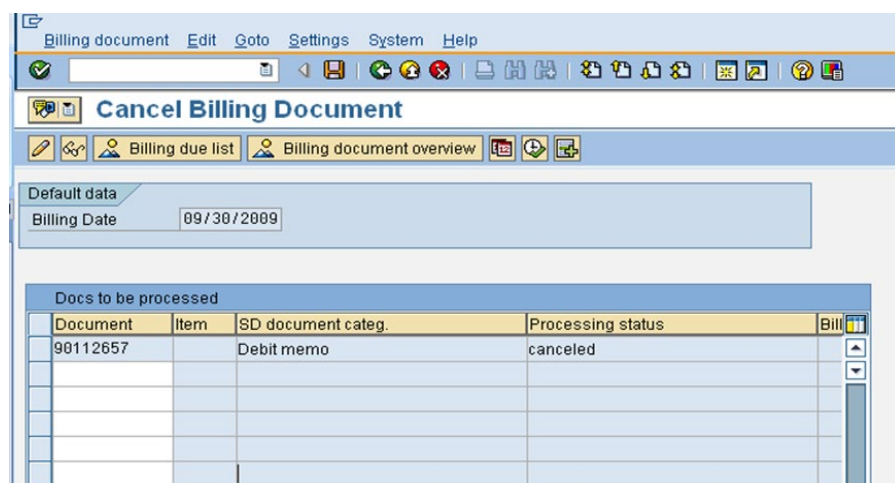 Billing document Edit Goto Settings System Help
Cancel Billing Document
Billing due list Billing document overview
Default data
Billing Date 09/30/2009
Docs to be processed
Document Item SD document categ. Processing status Bill
90112657 Debit memo canceled